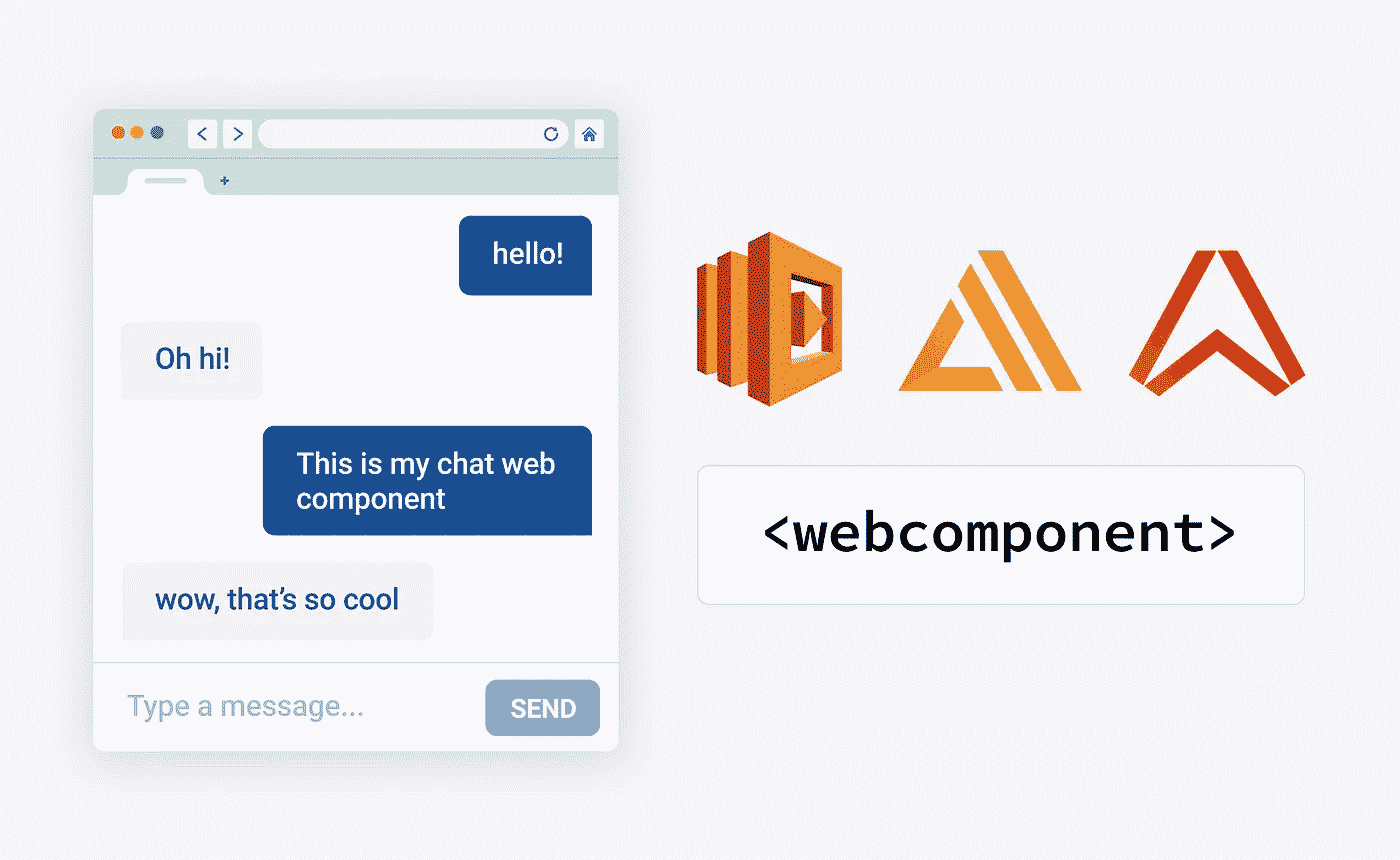 hello!
Oh hi!
This is my chat web
component
wow, that’s so cool
Type a message...
SEND
<webcomponent>